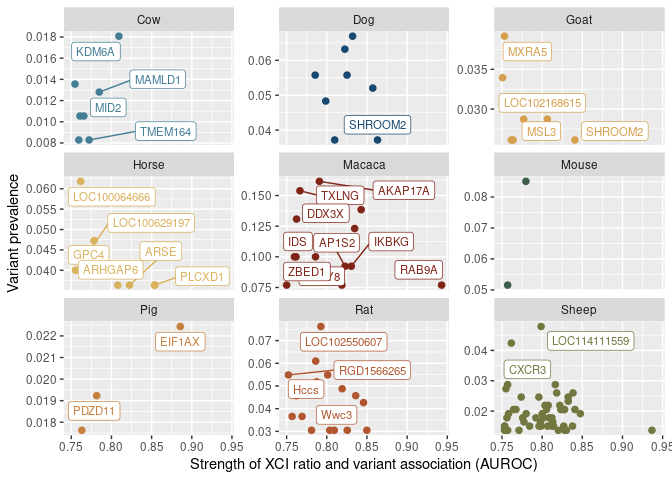 Cow Dog Goat
0.018
0.016
0.014
0.012
0.010
0.008
KDM6A
MAMLD1
MID2
TMEM164
0.06
0.05
0.04
SHROOM2
0.035
0.030
MXRA5
LOC102168615
MSL3
SHROOM2
Horse Macaca Mouse
0.060
0.055
0.050
0.045
0.040
LOC100064666
LOC100629197
GPC4
ARSE
ARHGAP6
PLCXD1
0.150
0.125
0.100
0.075
AKAP17A
TXLNG
DDX3X
IDS
AP1S2
IKBKG
ZBED1
RAB9A
0.08
0.07
0.06
0.05
Pig Rat Sheep
0.022
0.021
0.020
0.019
0.018
EIF1AX
PDZD11
0.07
0.06
0.05
0.04
0.03
LOC102550607
RGD1566265
Hccs
Wwc3
0.04
0.03
0.02
LOC114111559
CXCR3
0.75 0.80 0.85 0.90 0.95 0.75 0.80 0.85 0.90 0.95 0.75 0.80 0.85 0.90 0.95
Strength of XCI ratio and variant association (AUROC)
Variant prevalence